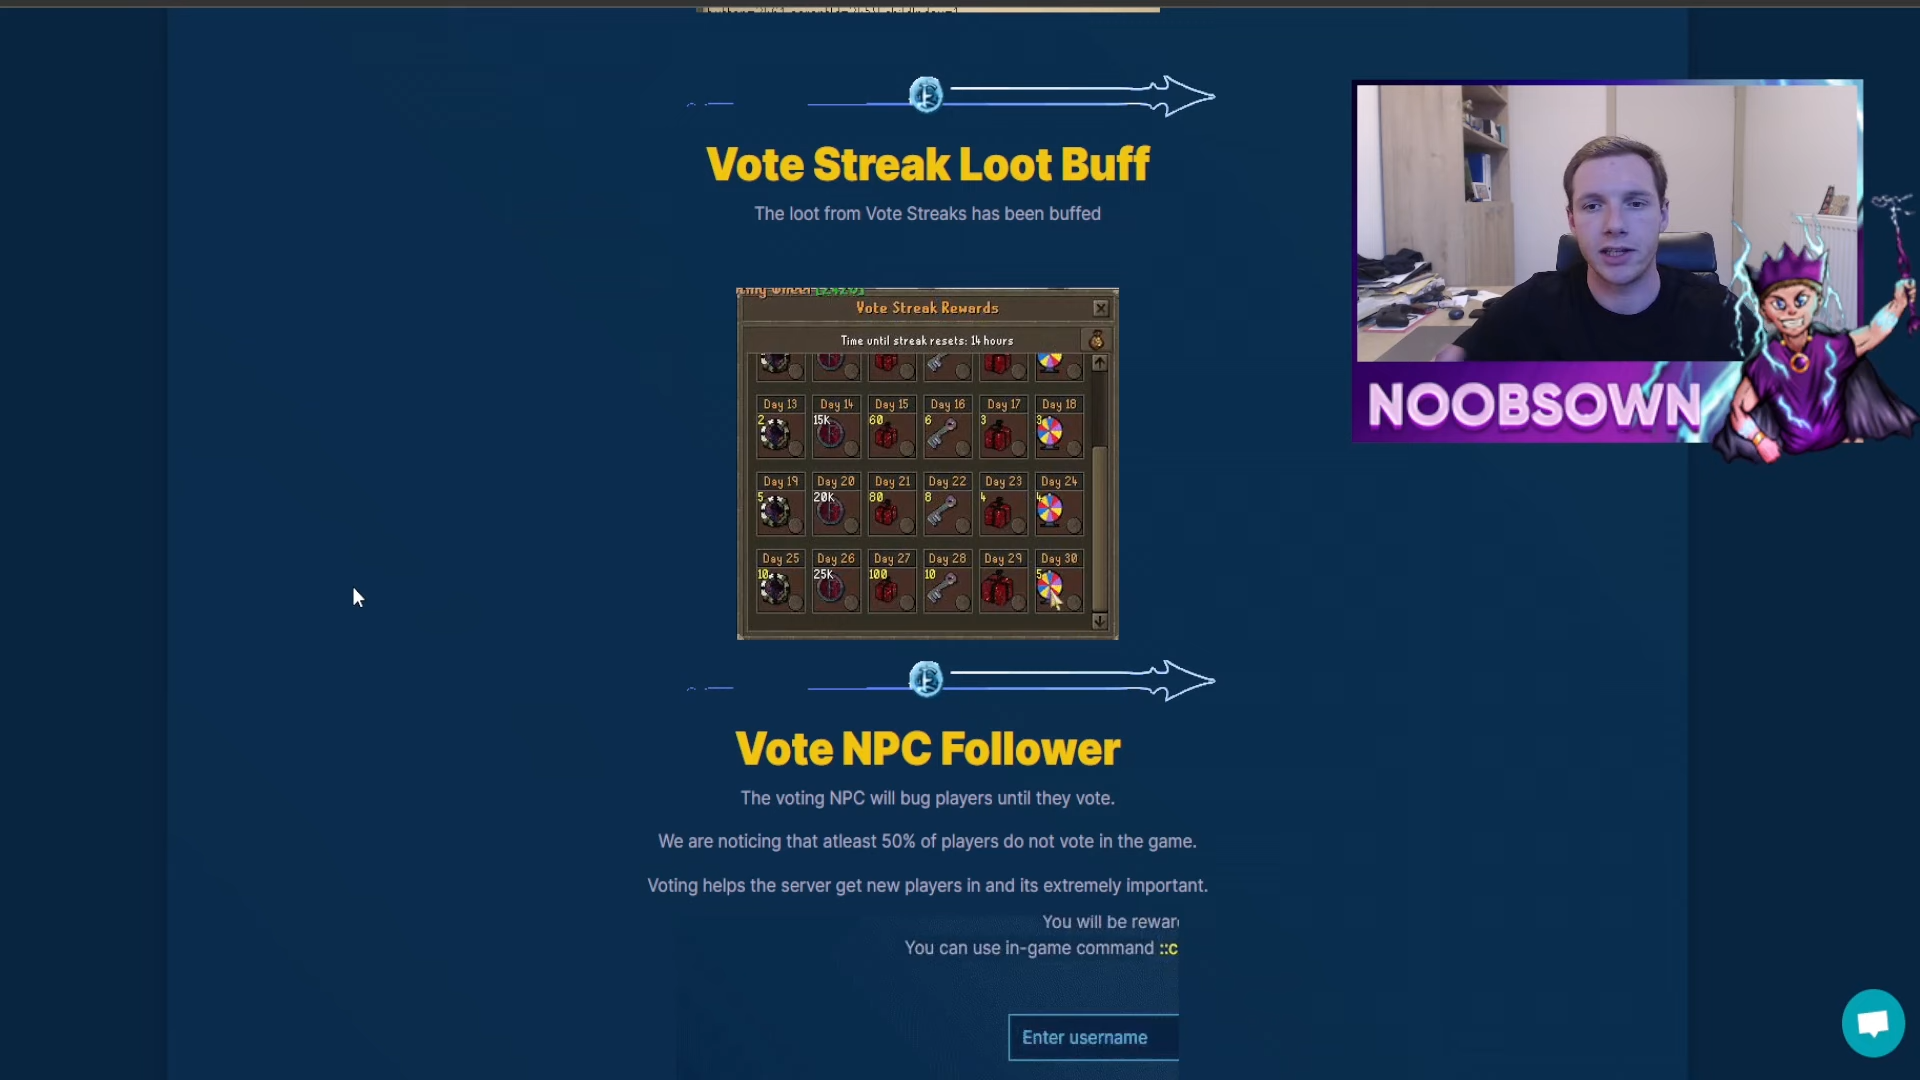 Vote Streak Loot Buff
The loot from Vote Streaks has been buffed
Vote Streak Rewards
Time until streak resets: 14 hours
Day 13 Day 14 Day 15 Day 16 Day 17 Day 18
2 15K 60 6 3 3
Day 19 Day 20 Day 21 Day 22 Day 23 Day 24
5 20K 80 8 4 4
Day 25 Day 26 Day 27 Day 28 Day 29 Day 30
10 25K 100 10 5
NOOBSOWN
Vote NPC Follower
The voting NPC will bug players until they vote.
We are noticing that atleast 50% of players do not vote in the game.
Voting helps the server get new players in and its extremely important.
You will be rewar
You can use in-game command ::c
Enter username